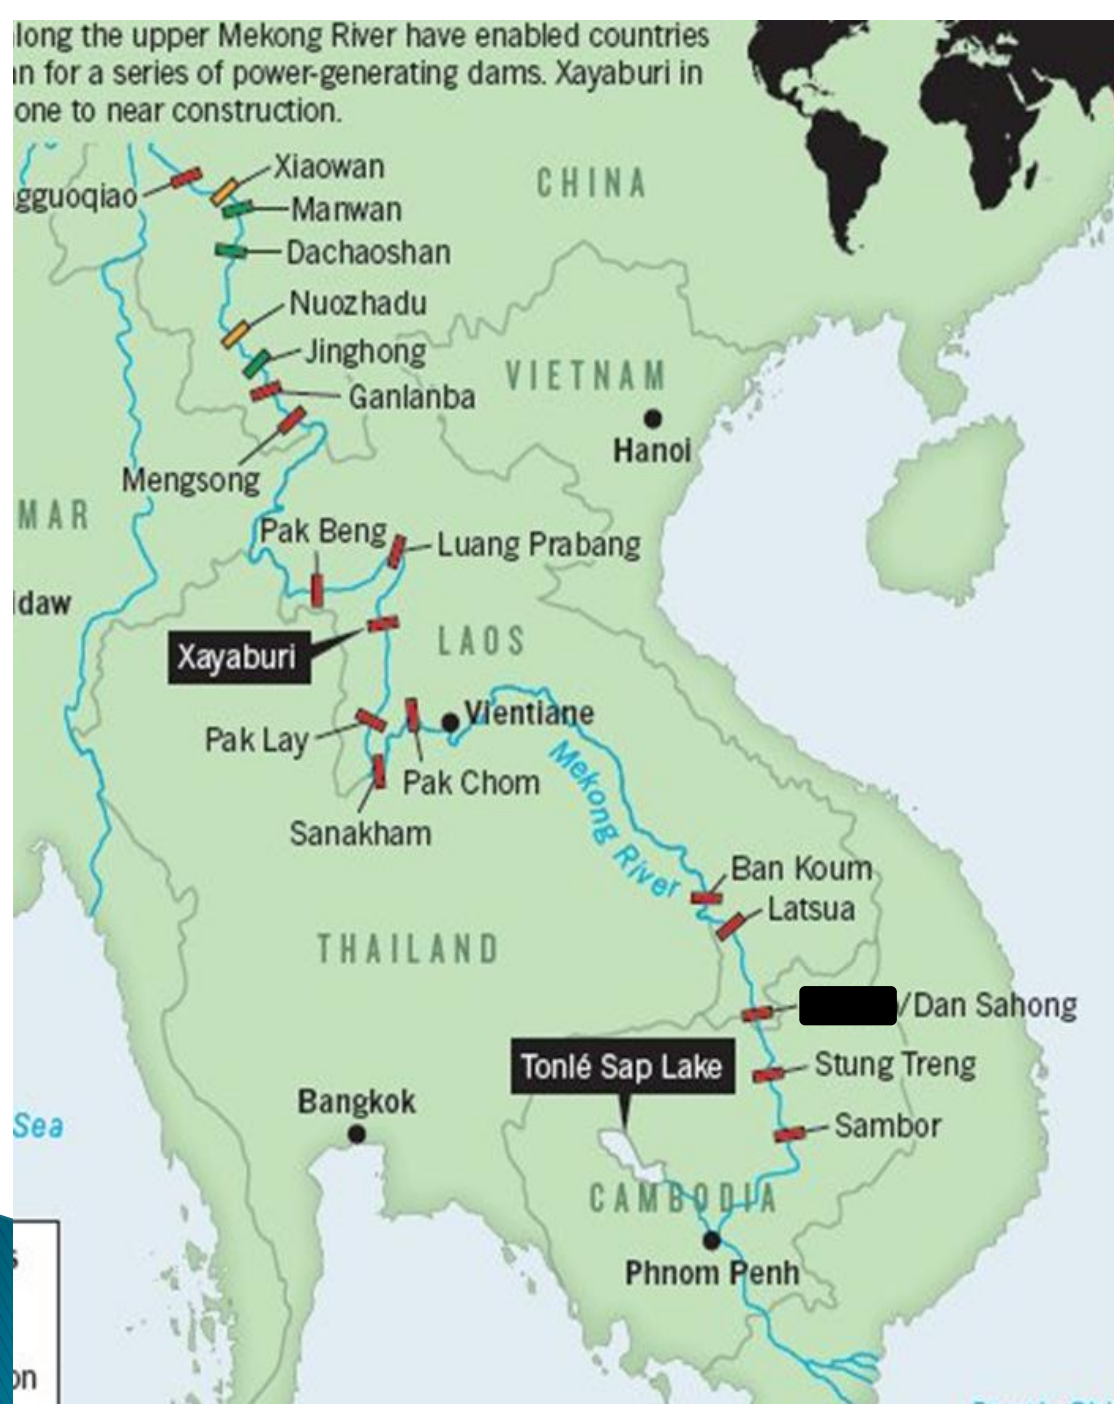 long the upper Mekong River have enabled countries
n for a series of power-generating dams. Xayaburi in
one to near construction.
Xiaowan
gguoqiao
Manwan
CHINA
Dachaoshan
Nuozhadu
Jinghong
VIETNAM
Ganlanba
Hanoi
Mengsong
MAR
Pak Beng
Luang Prabang
daw
LAOS
Xayaburi
Vientiane
Pak Lay
Pak Chom
Mekong River
Sanakham
Ban Koum
Latsua
THAILAND
/Dan Sahong
Tonlé Sap Lake
Stung Treng
Bangkok
Sea
Sambor
CAMBODIA
Phnom Penh
s
on